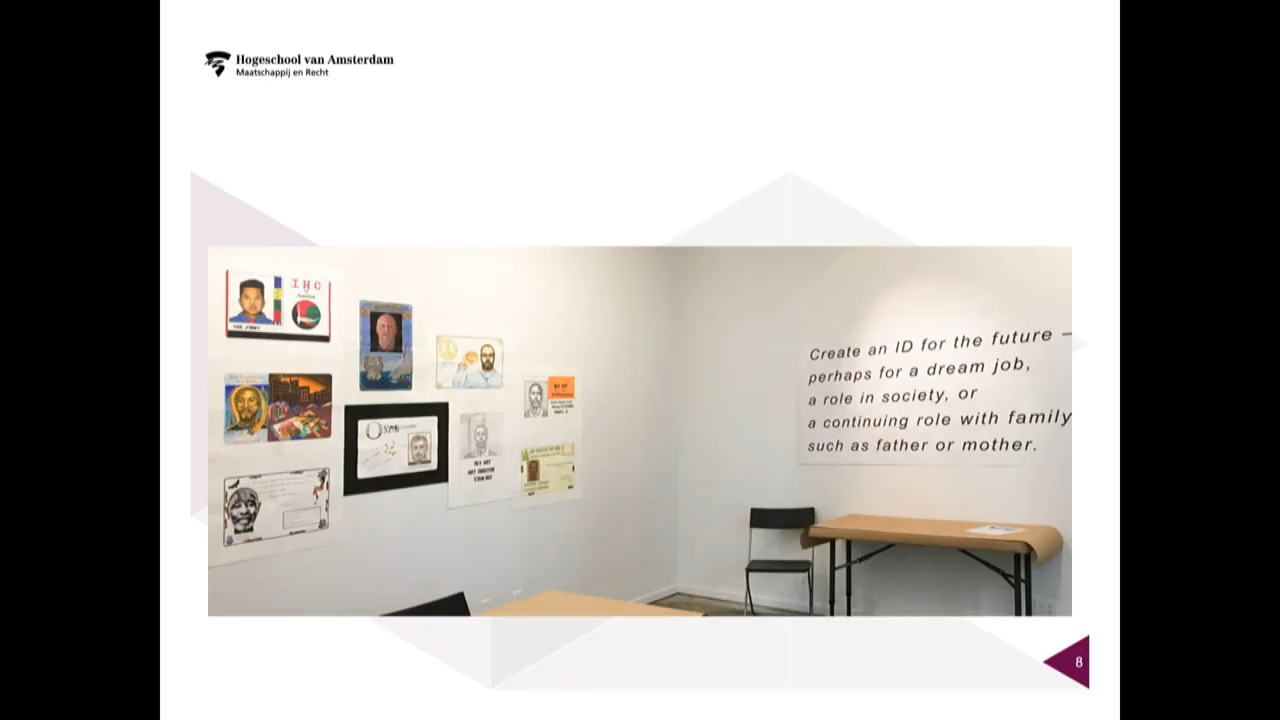 Hogeschool van Amsterdam
Maatschappij en Recht
IHC
Create an ID for the future –
perhaps for a dream job,
a role in society, or
a continuing role with family
such as father or mother.
8